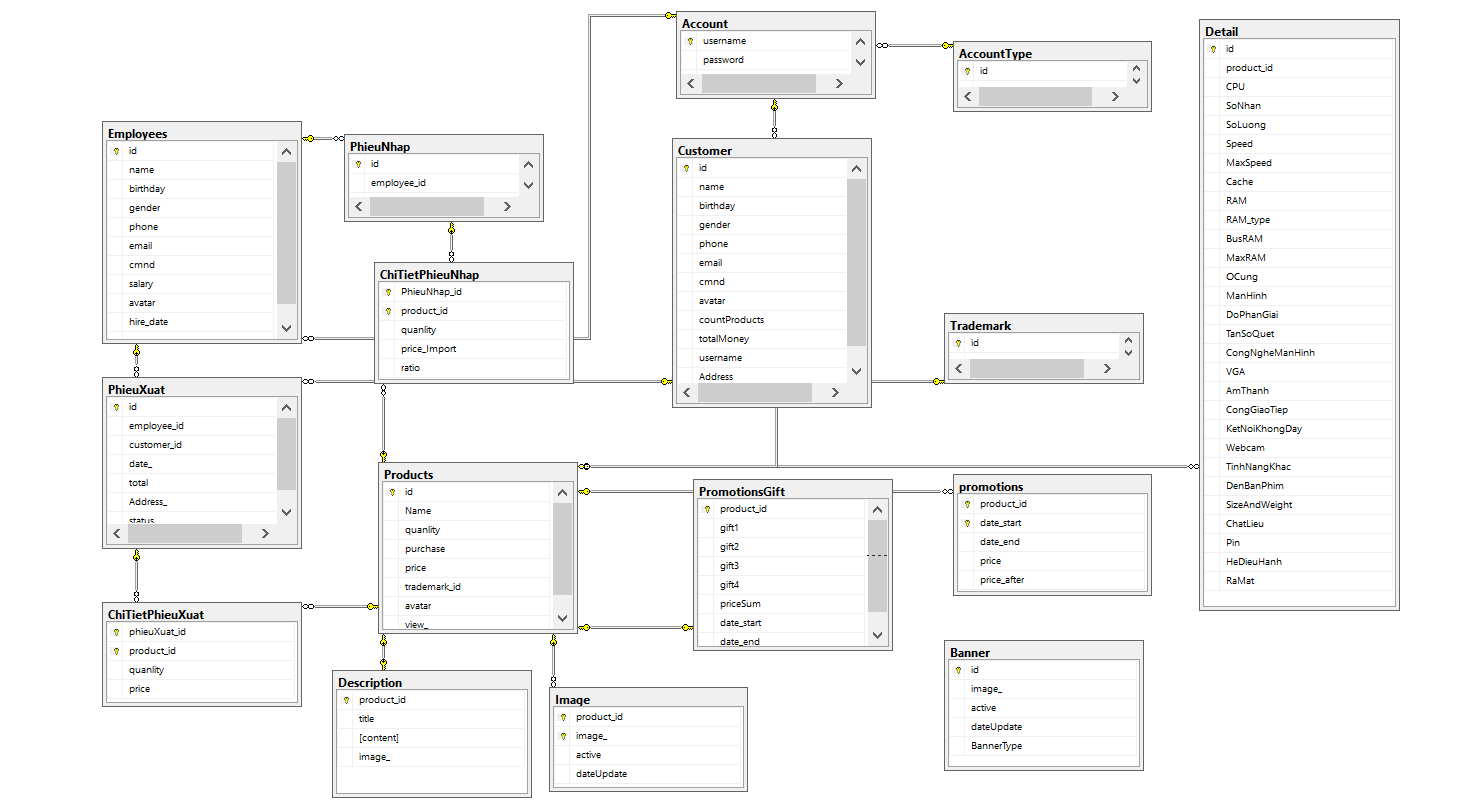 Account
username
password
AccountType
id
Detail
id
product_id
CPU
SoNhan
SoLuong
Speed
MaxSpeed
Cache
RAM
RAM_type
BusRAM
MaxRAM
OCung
ManHinh
DoPhanGiai
TanSoQuet
CongNgheManHinh
VGA
AmThanh
CongGiaoTiep
KetNoiKhongDay
Webcam
TinhNangKhac
DenBanPhim
SizeAndWeight
ChatLieu
Pin
HeDieuHanh
RaMat
Employees
id
name
birthday
gender
phone
email
cmnd
salary
avatar
hire_date
PhieuNhap
id
employee_id
Customer
id
name
birthday
gender
phone
email
cmnd
avatar
countProducts
totalMoney
username
Address
ChiTietPhieuNhap
PhieuNhap_id
product_id
quanlity
price_Import
ratio
Trademark
id
PhieuXuat
id
employee_id
customer_id
date_
total
Address_
status
Products
id
Name
quanlity
purchase
price
trademark_id
avatar
view_
PromotionsGift
product_id
gift1
gift2
gift3
gift4
priceSum
date_start
date_end
promotions
product_id
date_start
date_end
price
price_after
ChiTietPhieuXuat
phieuXuat_id
product_id
quanlity
price
Description
product_id
title
[content]
image_
Image
product_id
image_
active
dateUpdate
Banner
id
image_
active
dateUpdate
BannerType